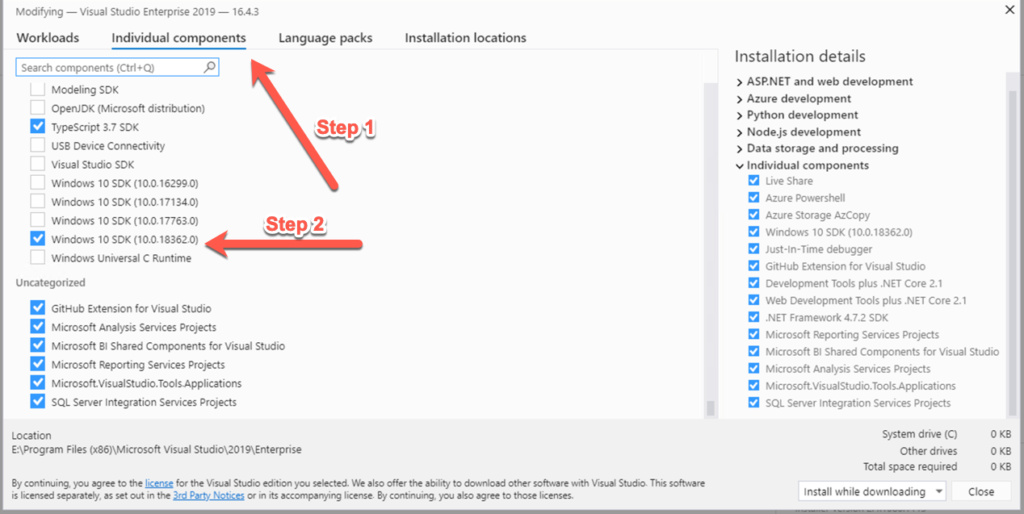 Modifying — Visual Studio Enterprise 2019 — 16.4.3
Workloads
Individual components
Language packs
Installation locations
Search components (Ctrl+Q)
Modeling SDK
OpenJDK (Microsoft distribution)
TypeScript 3.7 SDK
USB Device Connectivity
Visual Studio SDK
Windows 10 SDK (10.0.16299.0)
Windows 10 SDK (10.0.17134.0)
Windows 10 SDK (10.0.17763.0)
Windows 10 SDK (10.0.18362.0)
Windows Universal C Runtime
Step 1
Step 2
Uncategorized
GitHub Extension for Visual Studio
Microsoft Analysis Services Projects
Microsoft BI Shared Components for Visual Studio
Microsoft Reporting Services Projects
Microsoft.VisualStudio.Tools.Applications
SQL Server Integration Services Projects
Installation details
ASP.NET and web development
Azure development
Python development
Node.js development
Data storage and processing
Individual components
Live Share
Azure Powershell
Azure Storage AzCopy
Windows 10 SDK (10.0.18362.0)
Just-In-Time debugger
GitHub Extension for Visual Studio
Development Tools plus .NET Core 2.1
Web Development Tools plus .NET Core 2.1
.NET Framework 4.7.2 SDK
Microsoft Reporting Services Projects
Microsoft BI Shared Components for Visual Studio
Microsoft Analysis Services Projects
Microsoft.VisualStudio.Tools.Applications
SQL Server Integration Services Projects
Location
E:\Program Files (x86)\Microsoft Visual Studio\2019\Enterprise
System drive (C) 0 KB
Other drives 0 KB
Total space required 0 KB
By continuing, you agree to the license for the Visual Studio edition you selected. We also offer the ability to download other software with Visual Studio. This software
is licensed separately, as set out in the 3rd Party Notices or in its accompanying license. By continuing, you also agree to those licenses.
Install while downloading
Close